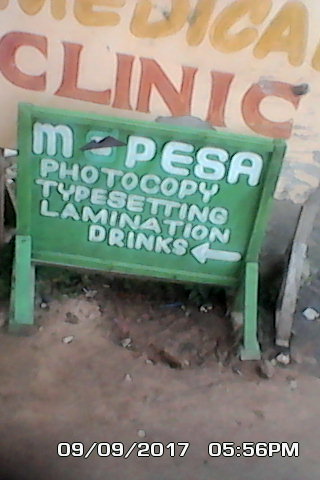 MEDICAL
CLINIC
M PESA
PHOTOCOPY
TYPESETTING
LAMINATION
DRINKS
09/09/2017 05:56PM